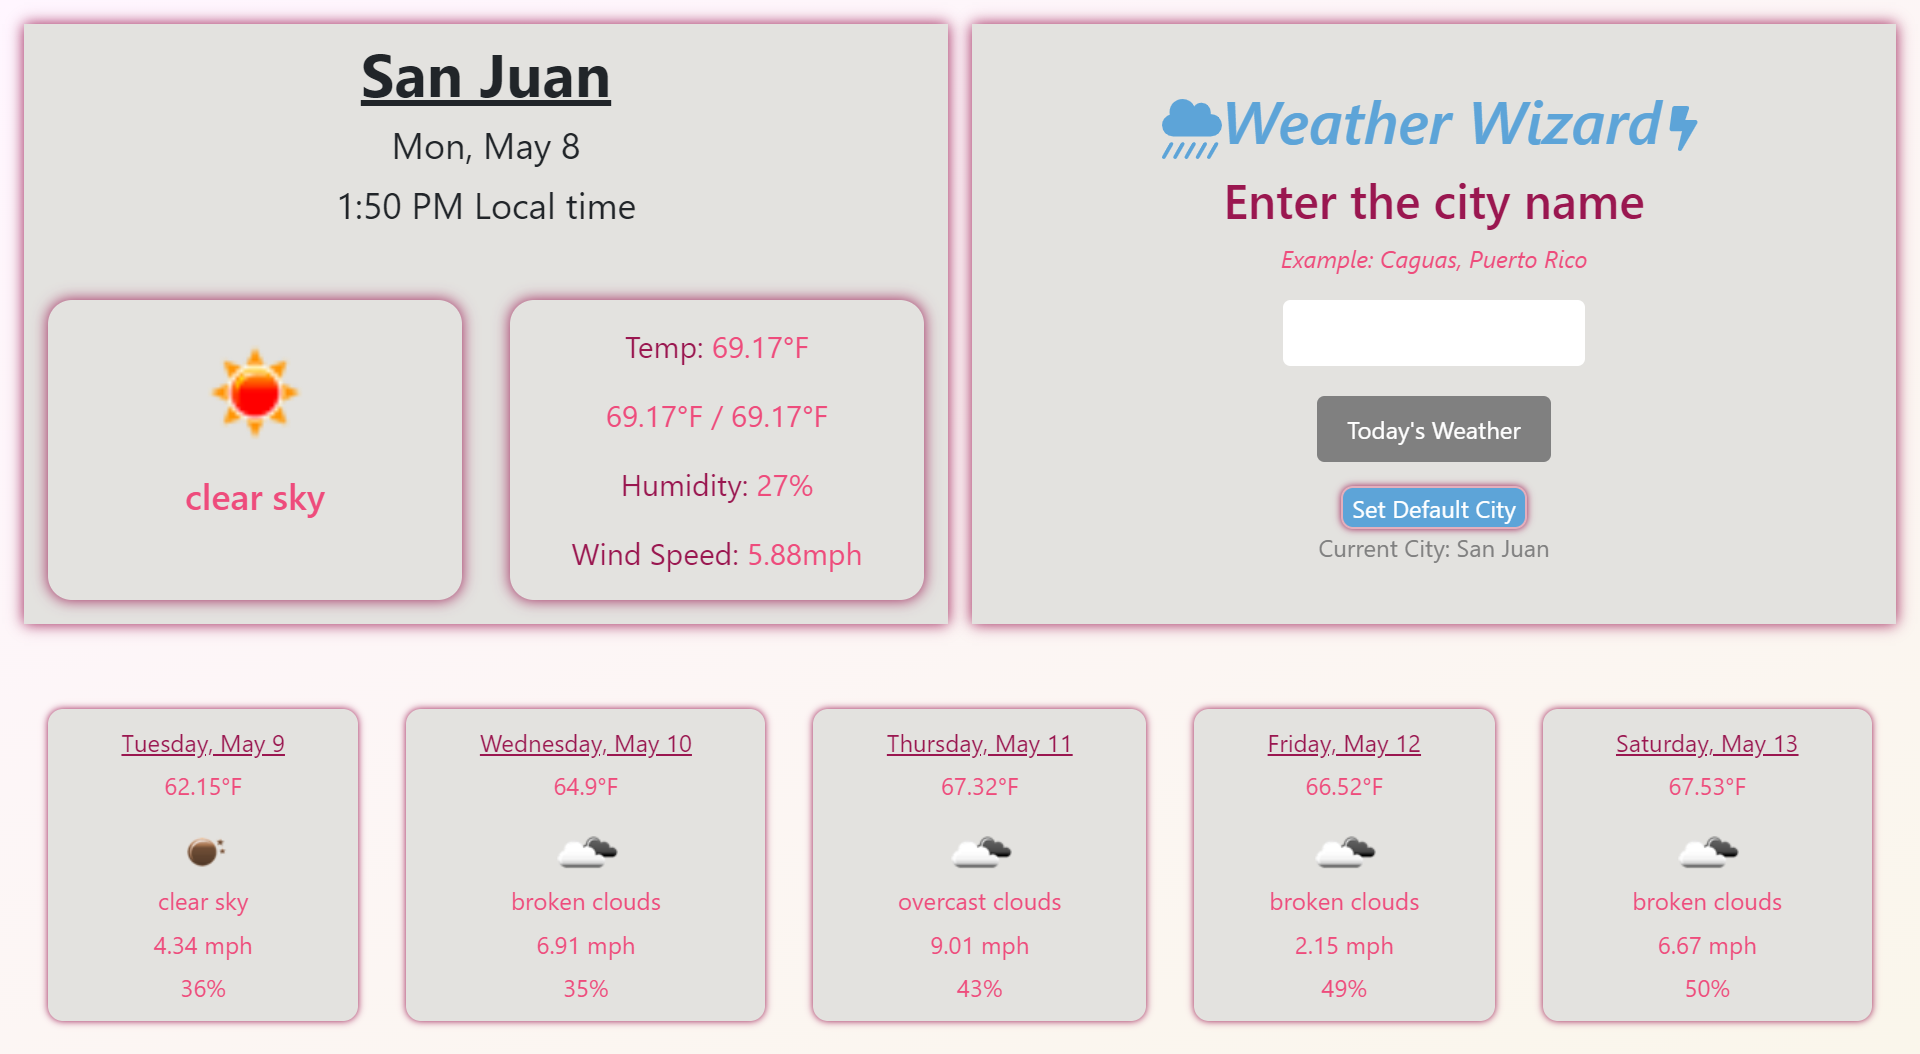 San Juan
Mon, May 8
1:50 PM Local time
clear sky
Temp: 69.17°F
69.17°F / 69.17°F
Humidity: 27%
Wind Speed: 5.88mph
Weather Wizard
Enter the city name
Example: Caguas, Puerto Rico
Today's Weather
Set Default City
Current City: San Juan
Tuesday, May 9
62.15°F
clear sky
4.34 mph
36%
Wednesday, May 10
64.9°F
broken clouds
6.91 mph
35%
Thursday, May 11
67.32°F
overcast clouds
9.01 mph
43%
Friday, May 12
66.52°F
broken clouds
2.15 mph
49%
Saturday, May 13
67.53°F
broken clouds
6.67 mph
50%